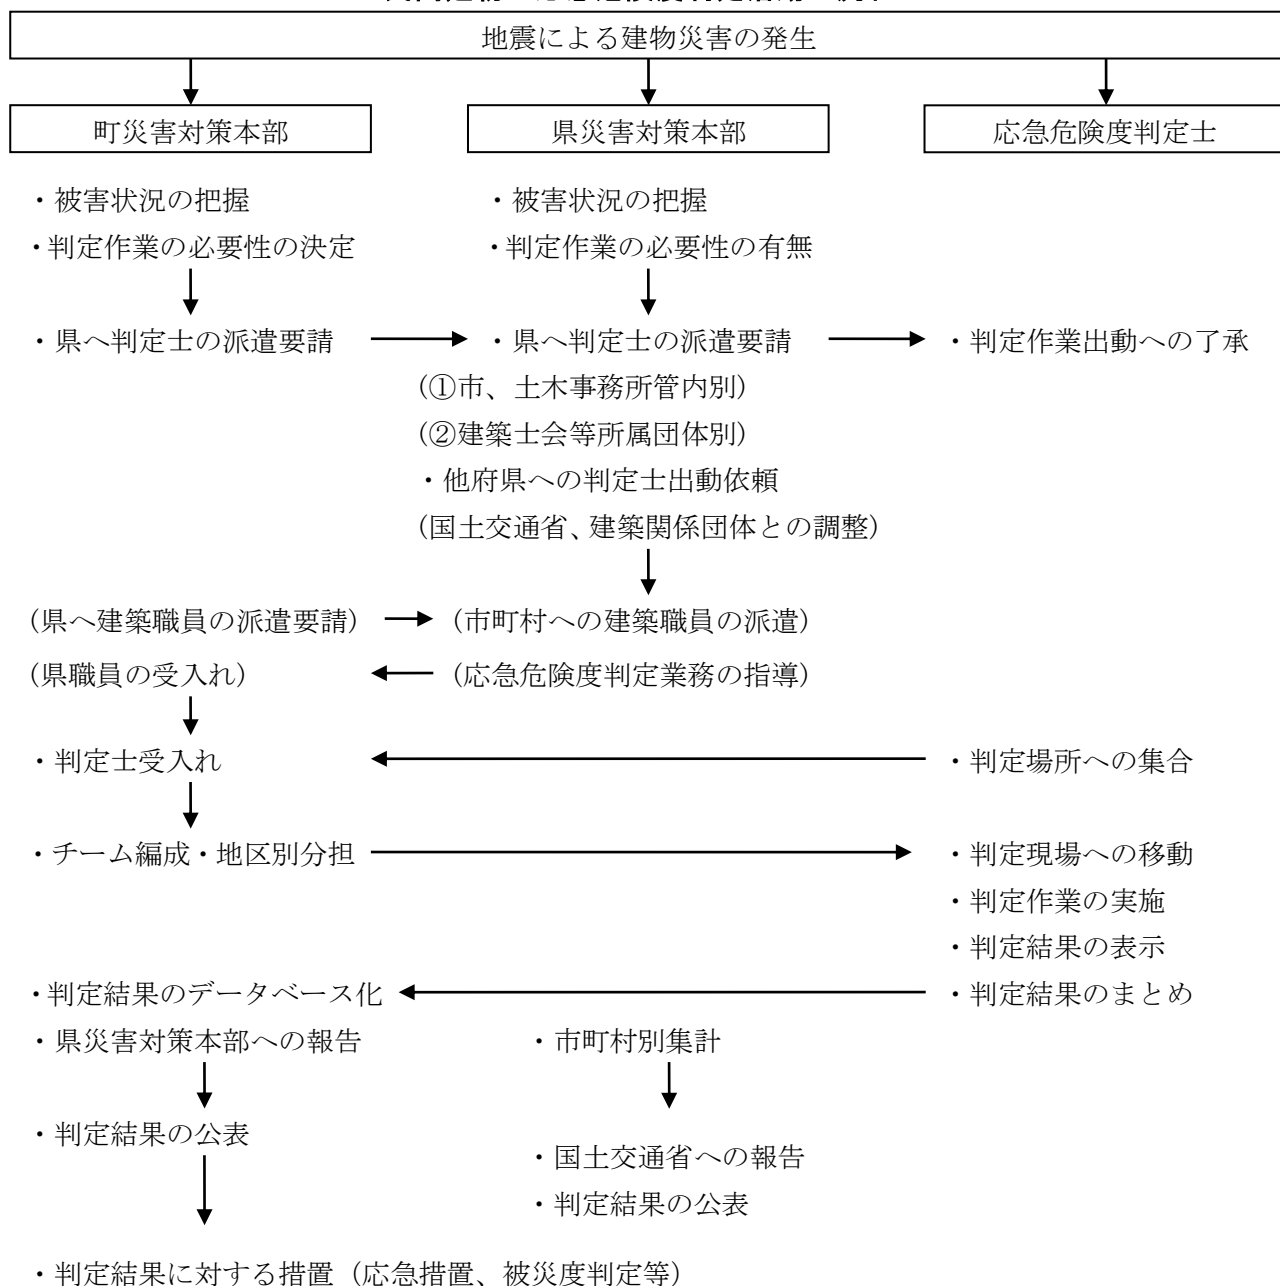 地震による建物災害の発生
町災害対策本部
県災害対策本部
応急危険度判定士
・被害状況の把握
・被害状況の把握
・判定作業の必要性の決定
・判定作業の必要性の有無
・県へ判定士の派遣要請
・県へ判定士の派遣要請
・判定作業出動への了承
(①市、土木事務所管内別)
(②建築士会等所属団体別)
・他府県への判定士出動依頼
(国土交通省、建築関係団体との調整)
(県へ建築職員の派遣要請)
(市町村への建築職員の派遣)
(県職員の受入れ)
(応急危険度判定業務の指導)
・判定士受入れ
・判定場所への集合
・チーム編成・地区別分担
・判定現場への移動
・判定作業の実施
・判定結果の表示
・判定結果のデータベース化
・判定結果のまとめ
・県災害対策本部への報告
・市町村別集計
・判定結果の公表
・国土交通省への報告
・判定結果の公表
・判定結果に対する措置（応急措置、被災度判定等）